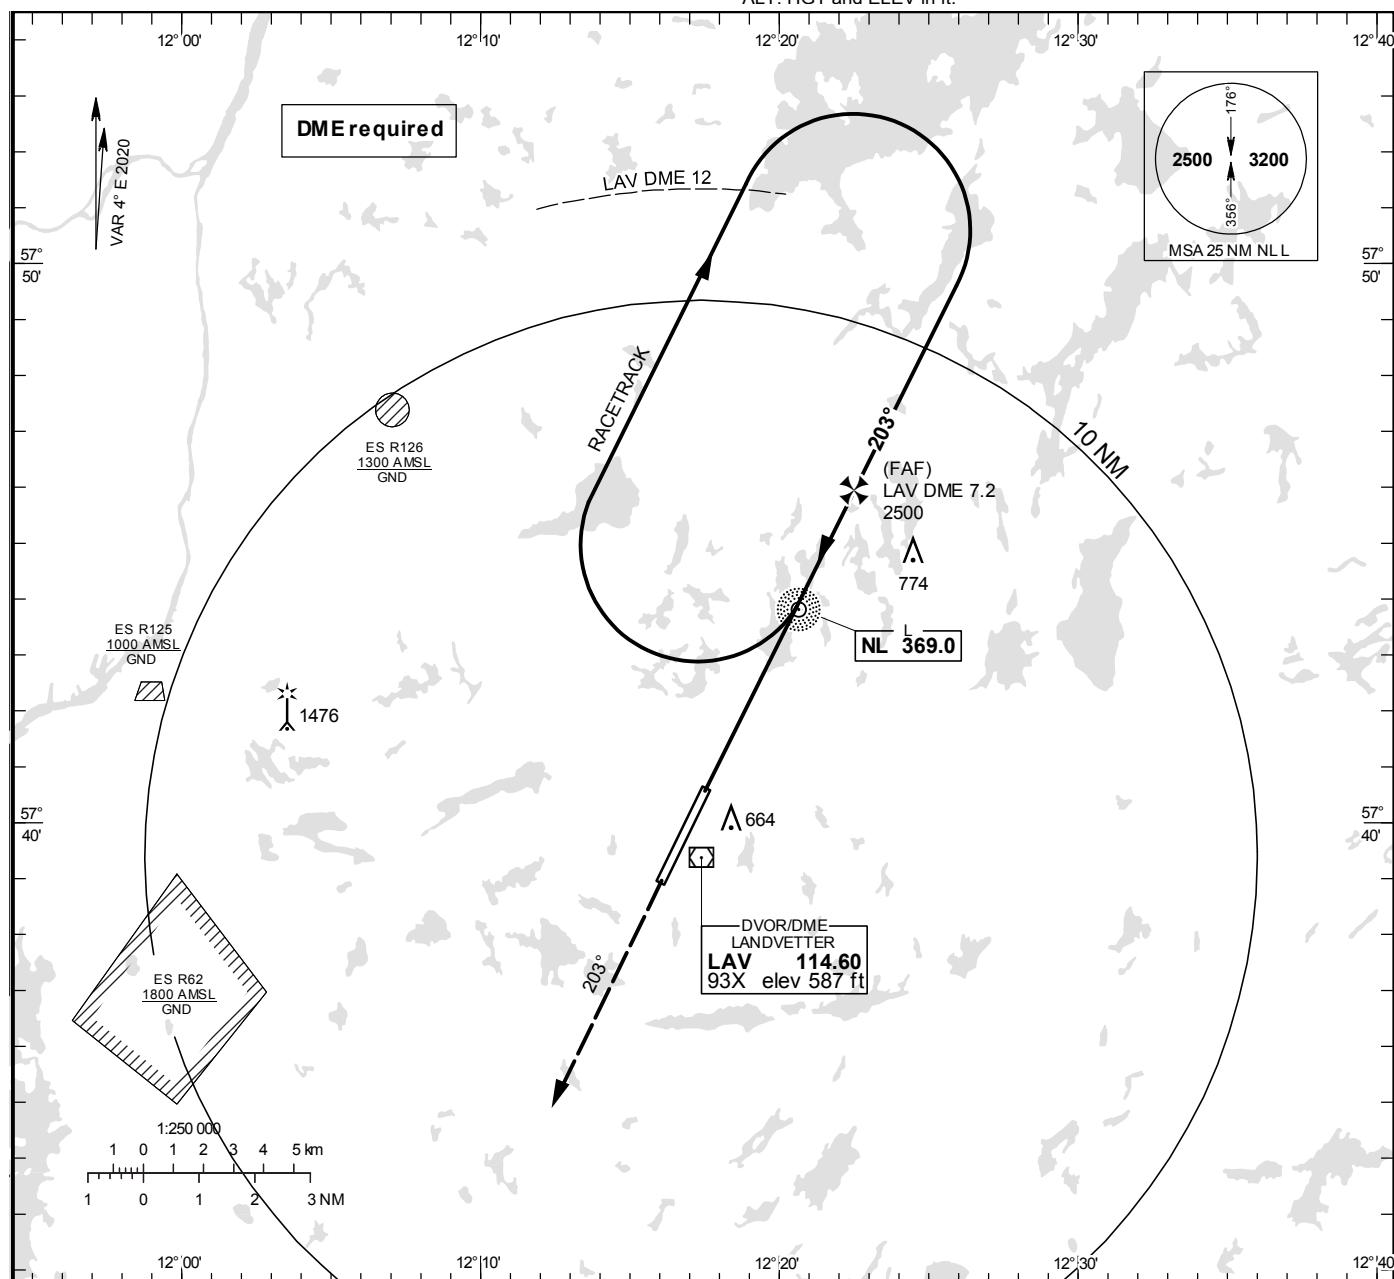 ALT. HGT and ELEV in ft.
12°00'
12°10'
12°20'
12°30'
12°40
VAR 4° E 2020
DME required
LAV DME 12
176°
2500
3200
356°
MSA 25 NM NL L
57°
50'
57°
50'
RACETRACK
203°
10 NM
ES R126
1300 AMSL
GND
(FAF)
LAV DME 7.2
2500
774
L
NL 369.0
ES R125
1000 AMSL
GND
1476
57°
40'
664
57°
40'
DVOR/DME
LANDVETTER
LAV 114.60
93X elev 587 ft
203°
ES R62
1800 AMSL
GND
1:250 000
1 0 1 2 3 4 5 km
1 0 1 2 3 NM
12°00'
12°10'
12°20'
12°30'
12°40